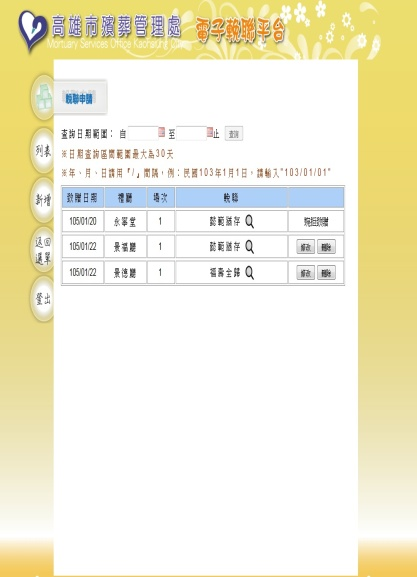 高雄市殯葬管理處
Mortuary Services Office Kaohsiung
電子輓聯平台
輓聯申請
查詢日期範圍： 自 至 止 查詢
※日期查詢區間範圍最大為30天
※年、月、日請用『/』間隔，例：民國103年1月1日，請輸入"103/01/01"
列表
新增
返回
選單
登出
致贈日期 禮廳 場次 輓聯
105/01/20 永寧堂 1 懿範猶存
105/01/22 景福廳 1 懿範猶存 修改 刪除
105/01/22 景德廳 1 福壽全歸 修改 刪除